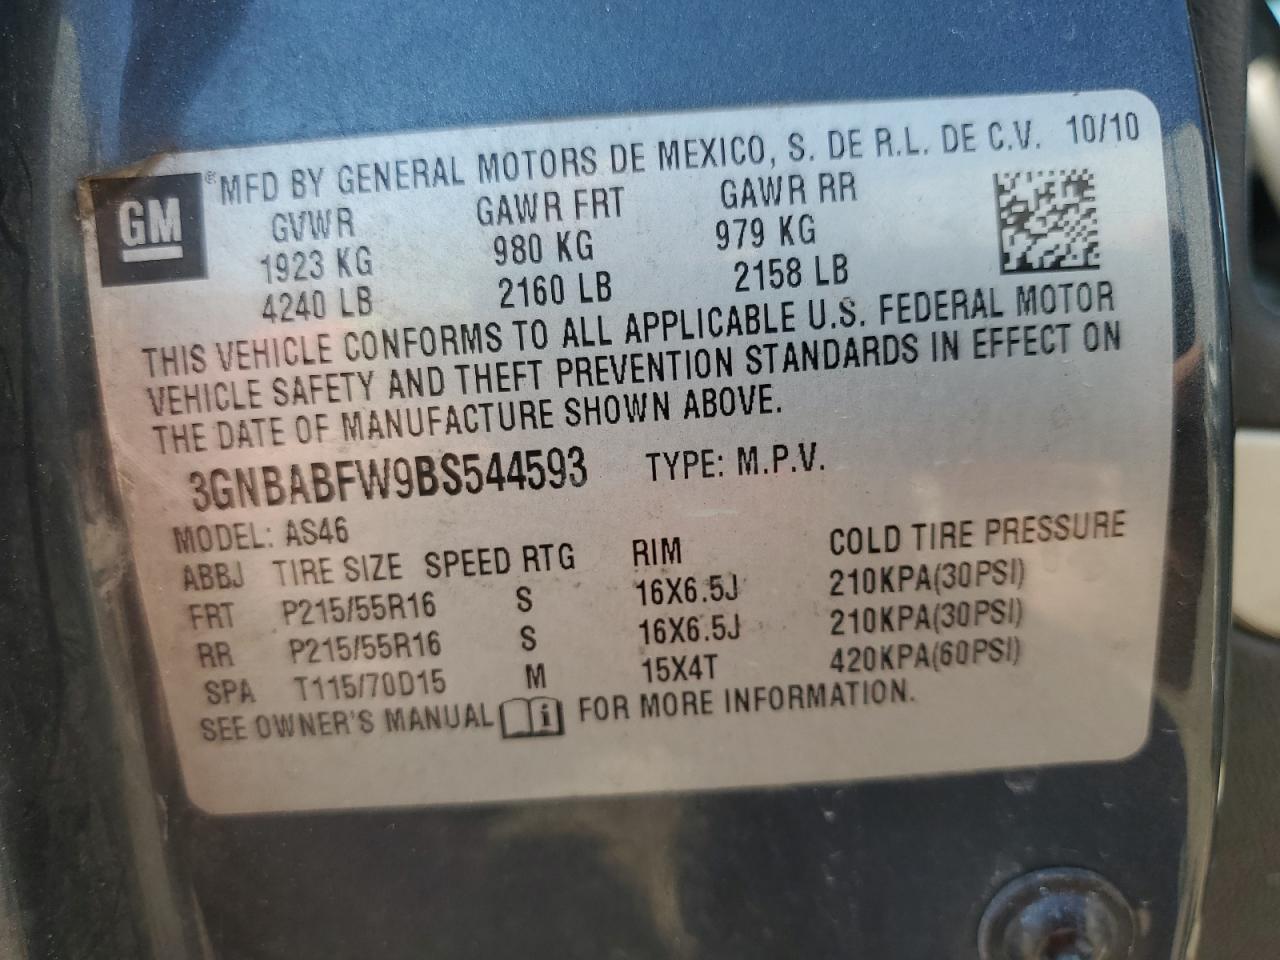 GM ® MFD BY GENERAL MOTORS DE MEXICO, S. DE R.L. DE C.V. 10/10
GVWR GAWR FRT GAWR RR
1923 KG 980 KG 979 KG
4240 LB 2160 LB 2158 LB
THIS VEHICLE CONFORMS TO ALL APPLICABLE U.S. FEDERAL MOTOR
VEHICLE SAFETY AND THEFT PREVENTION STANDARDS IN EFFECT ON
THE DATE OF MANUFACTURE SHOWN ABOVE.
3GNBABFW9BS544593 TYPE: M.P.V.
MODEL: AS46
ABBJ TIRE SIZE SPEED RTG RIM COLD TIRE PRESSURE
FRT P215/55R16 S 16X6.5J 210KPA(30PSI)
RR P215/55R16 S 16X6.5J 210KPA(30PSI)
SPA T115/70D15 M 15X4T 420KPA(60PSI)
SEE OWNER'S MANUAL i FOR MORE INFORMATION.